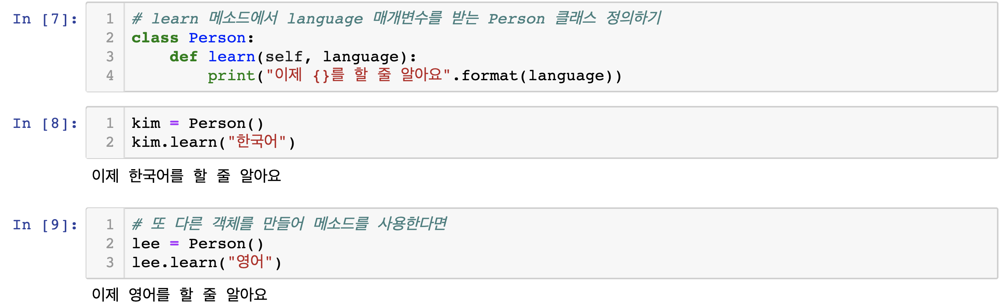 In [7]:
1 # learn 메소드에서 language 매개변수를 받는 Person 클래스 정의하기
2 class Person:
3     def learn(self, language):
4         print("이제 {}를 할 줄 알아요".format(language))
In [8]:
1 kim = Person()
2 kim.learn("한국어")
이제 한국어를 할 줄 알아요
In [9]:
1 # 또 다른 객체를 만들어 메소드를 사용한다면
2 lee = Person()
3 lee.learn("영어")
이제 영어를 할 줄 알아요